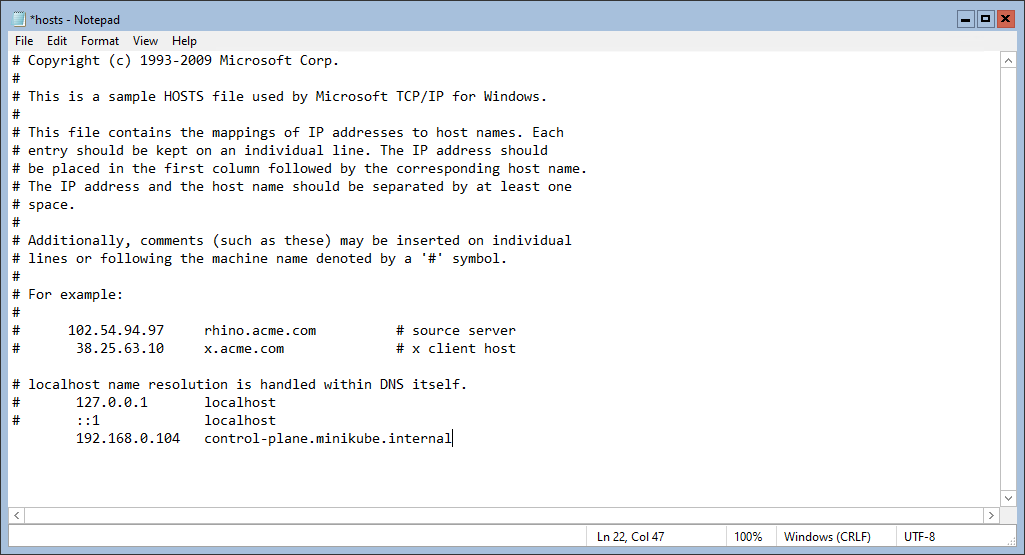 *hosts - Notepad
File Edit Format View Help
# Copyright (c) 1993-2009 Microsoft Corp.
#
# This is a sample HOSTS file used by Microsoft TCP/IP for Windows.
#
# This file contains the mappings of IP addresses to host names. Each
# entry should be kept on an individual line. The IP address should
# be placed in the first column followed by the corresponding host name.
# The IP address and the host name should be separated by at least one
# space.
#
# Additionally, comments (such as these) may be inserted on individual
# lines or following the machine name denoted by a '#' symbol.
#
# For example:
#
#      102.54.94.97     rhino.acme.com          # source server
#       38.25.63.10     x.acme.com              # x client host

# localhost name resolution is handled within DNS itself.
#       127.0.0.1       localhost
#       ::1             localhost
        192.168.0.104   control-plane.minikube.internal
Ln 22, Col 47 100% Windows (CRLF) UTF-8